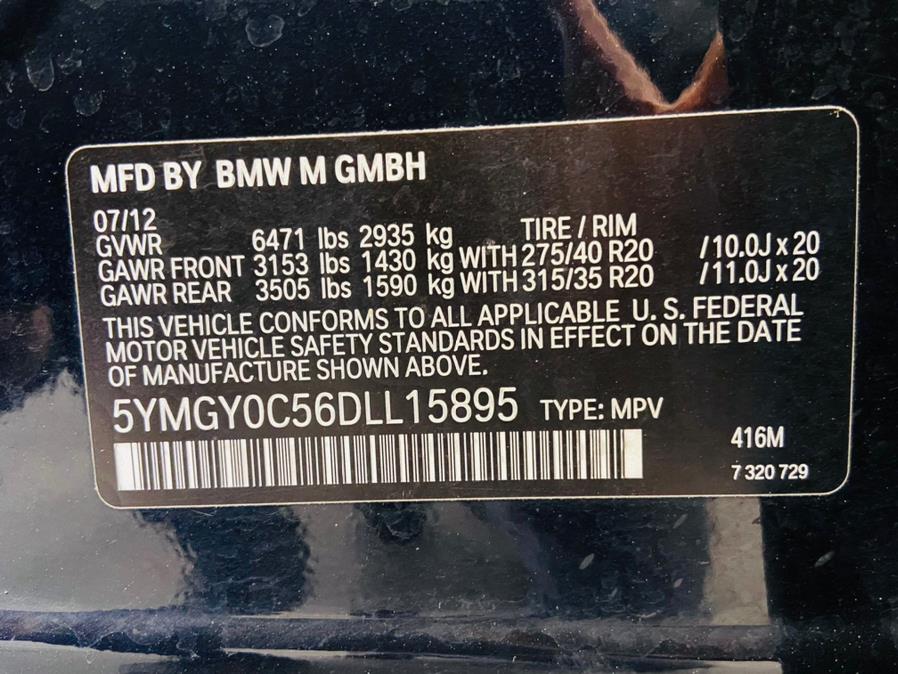 MFD BY BMW M GMBH
07/12 TIRE / RIM
GVWR 6471 lbs 2935 kg
GAWR FRONT 3153 lbs 1430 kg WITH 275/40 R20 /10.0J x 20
GAWR REAR 3505 lbs 1590 kg WITH 315/35 R20 /11.0J x 20
THIS VEHICLE CONFORMS TO ALL APPLICABLE U. S. FEDERAL
MOTOR VEHICLE SAFETY STANDARDS IN EFFECT ON THE DATE
OF MANUFACTURE SHOWN ABOVE.
5YMGY0C56DLL15895 TYPE: MPV
416M
7 320 729